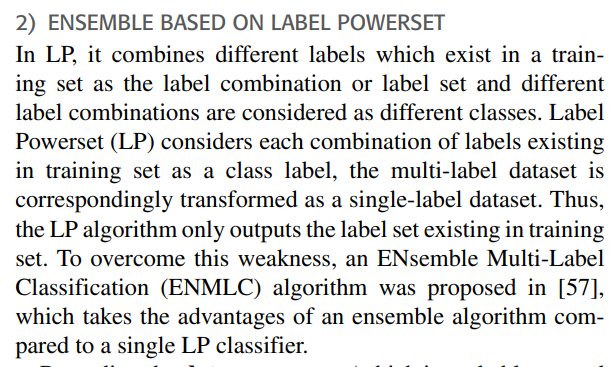 2) ENSEMBLE BASED ON LABEL POWERSET
In LP, it combines different labels which exist in a train-
ing set as the label combination or label set and different
label combinations are considered as different classes. Label
Powerset (LP) considers each combination of labels existing
in training set as a class label, the multi-label dataset is
correspondingly transformed as a single-label dataset. Thus,
the LP algorithm only outputs the label set existing in training
set. To overcome this weakness, an ENsemble Multi-Label
Classification (ENMLC) algorithm was proposed in [57],
which takes the advantages of an ensemble algorithm com-
pared to a single LP classifier.